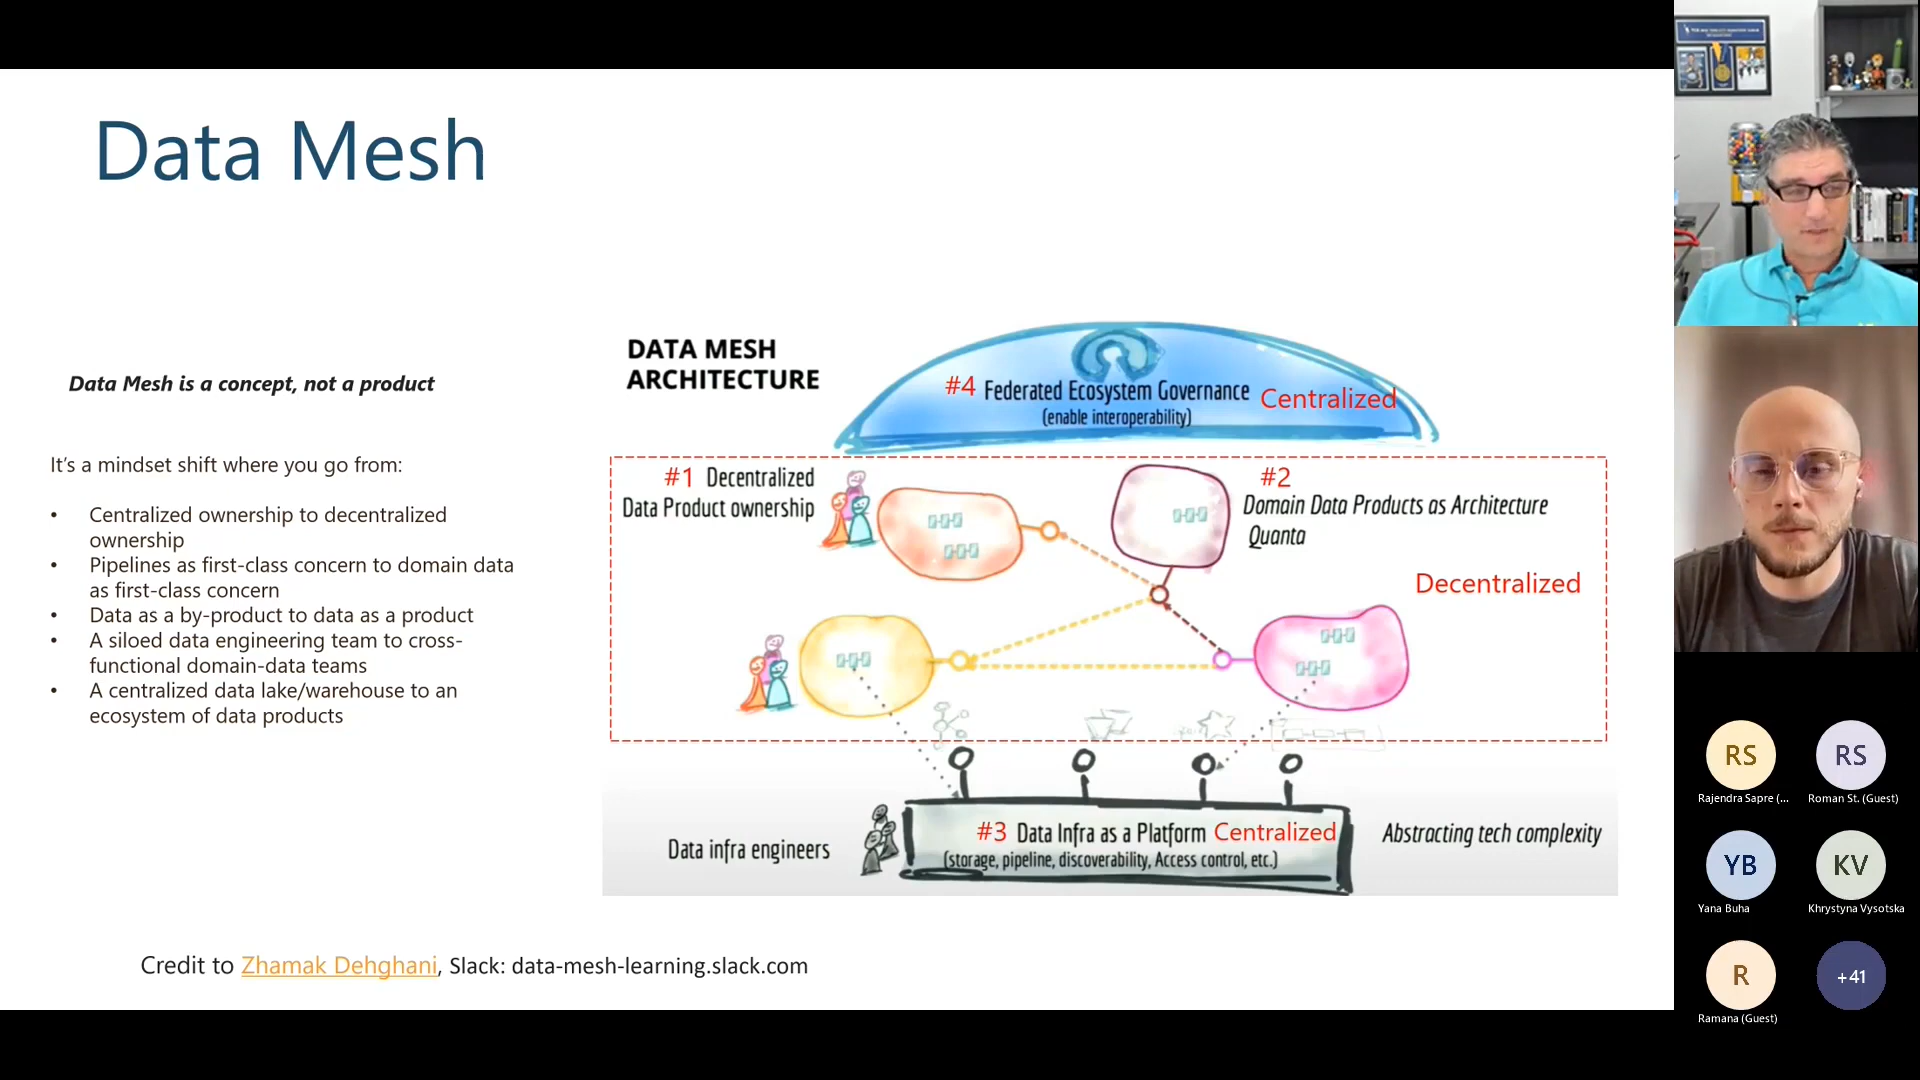 Data Mesh
Data Mesh is a concept, not a product
It's a mindset shift where you go from:
• Centralized ownership to decentralized
ownership
• Pipelines as first-class concern to domain data
as first-class concern
• Data as a by-product to data as a product
• A siloed data engineering team to cross-
functional domain-data teams
• A centralized data lake/warehouse to an
ecosystem of data products
DATA MESH
ARCHITECTURE
#4 Federated Ecosystem Governance Centralized
(enable interoperability)
#1 Decentralized
Data Product ownership
#2
Domain Data Products as Architecture
Quanta
Decentralized
Data infra engineers
#3 Data Infra as a Platform Centralized
(storage, pipeline, discoverability, Access control, etc.)
Abstracting tech complexity
Credit to Zhamak Dehghani, Slack: data-mesh-learning.slack.com
RS
Rajendra Sapre (...
RS
Roman St. (Guest)
YB
Yana Buha
KV
Khrystyna Vysotska
R
Ramana (Guest)
+41